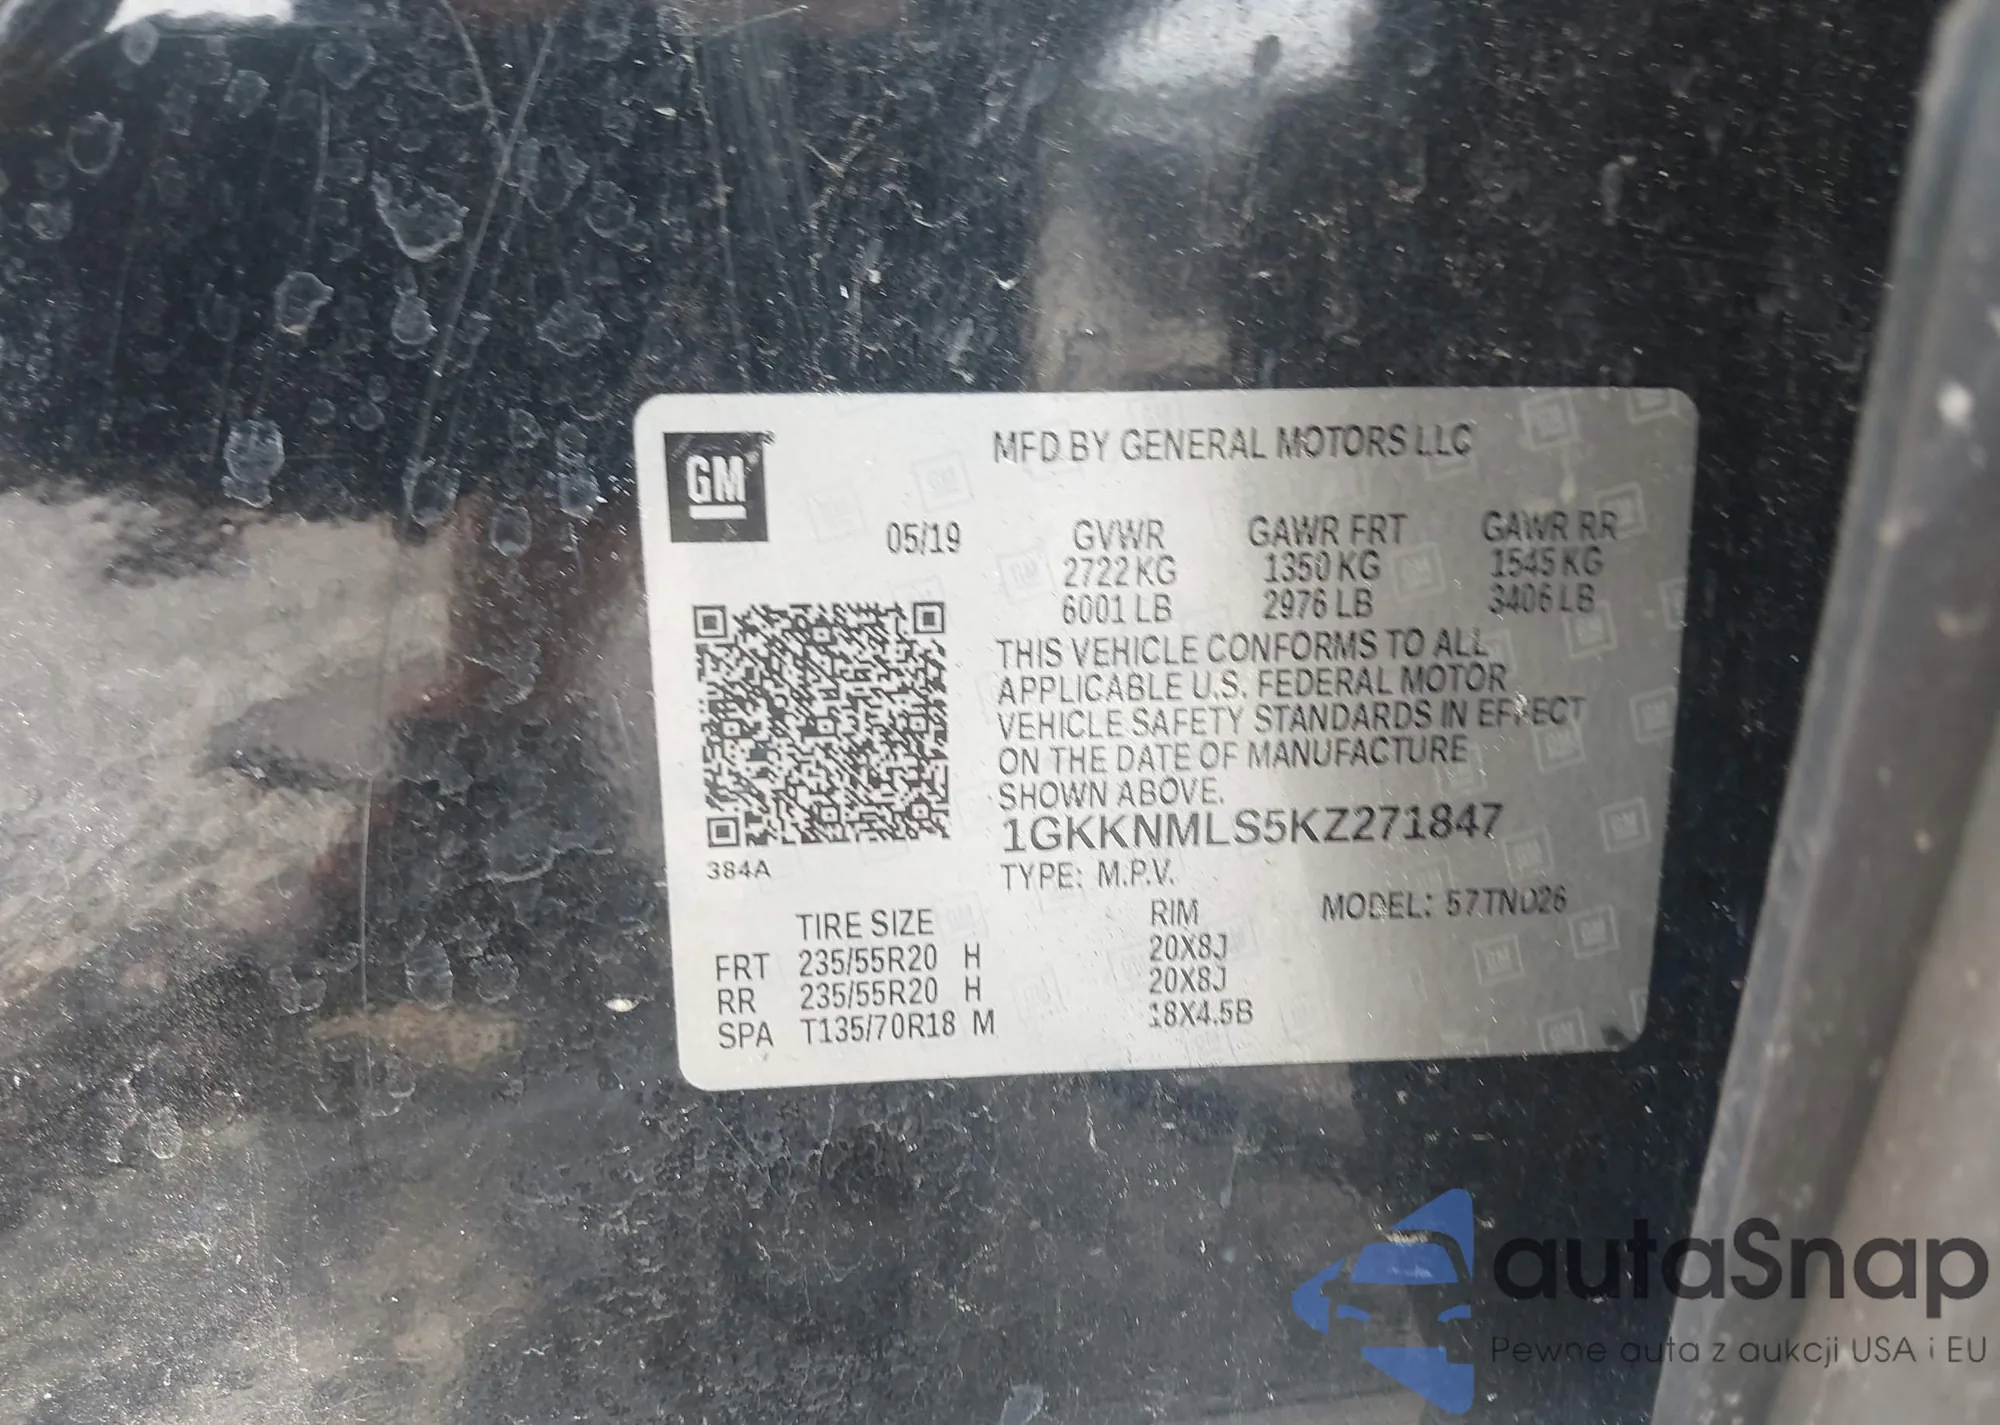 GM
MFD BY GENERAL MOTORS LLC
05/19 GVWR GAWR FRT GAWR RR
2722 KG 1350 KG 1545 KG
6001 LB 2976 LB 3406 LB
THIS VEHICLE CONFORMS TO ALL
APPLICABLE U.S. FEDERAL MOTOR
VEHICLE SAFETY STANDARDS IN EFFECT
ON THE DATE OF MANUFACTURE
SHOWN ABOVE.
1GKKNMLS5KZ271847
384A
TYPE: M.P.V.
MODEL: 57TNO26
TIRE SIZE RIM
FRT 235/55R20 H 20X8J
RR 235/55R20 H 20X8J
SPA T135/70R18 M 18X4.5B
autaSnap
Pewne auta z aukcji USA i EU